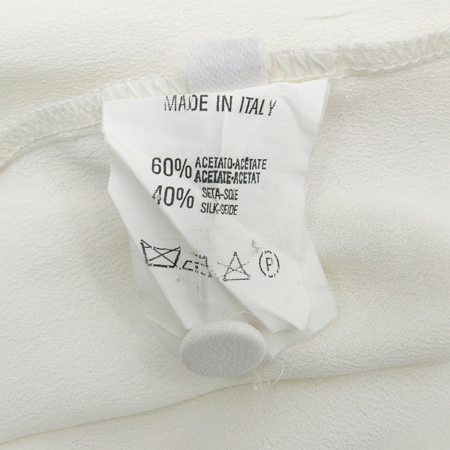 MADE IN ITALY
60% ACETATO-ACÉTATE
ACETATE-ACETAT
40% SETA-SOIE
SILK-SEIDE
P